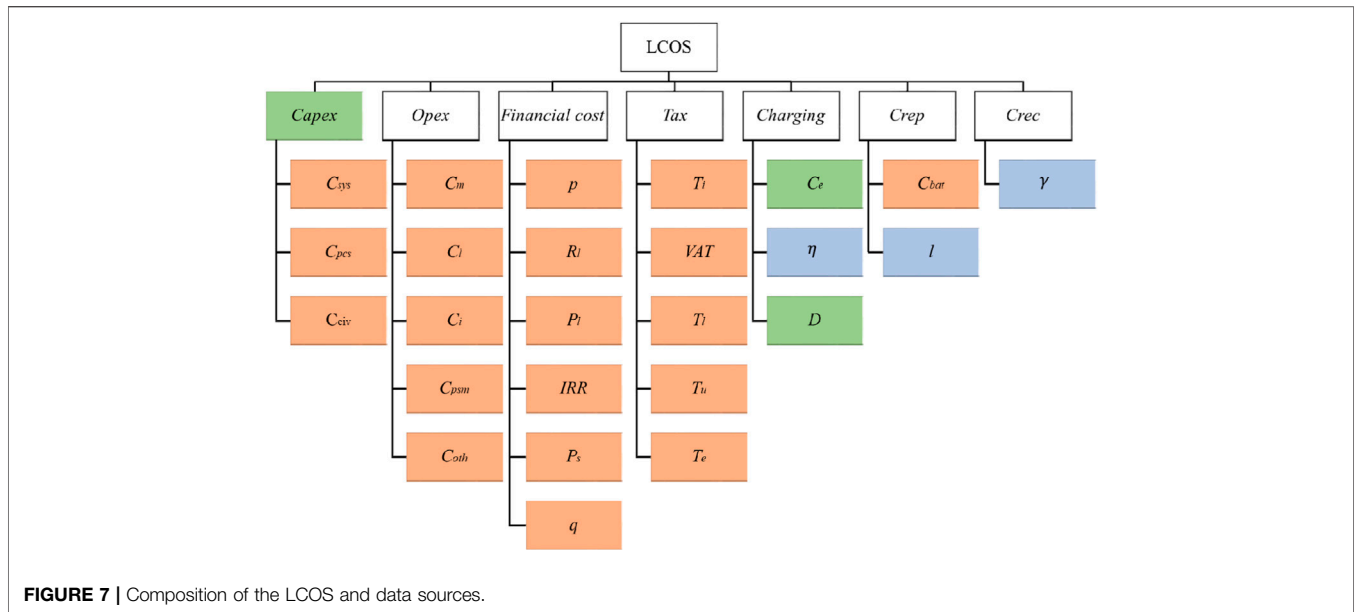 LCOS
Capex
Opex
Financial cost
Tax
Charging
Crep
Crec
Csys
Cm
p
Tt
Ce
Cbat
γ
Cpcs
Cl
Rl
VAT
η
l
Cciv
Ci
Pl
Tl
D
Cpsm
IRR
Tu
Coth
Ps
Te
q
FIGURE 7 | Composition of the LCOS and data sources.